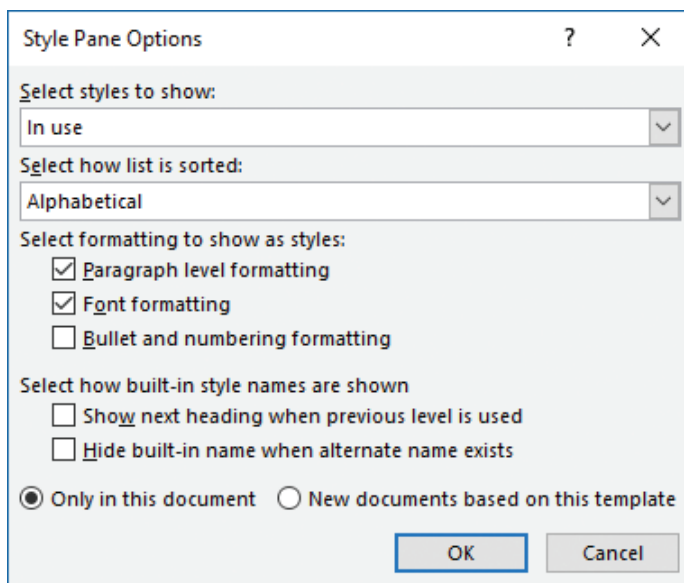 Style Pane Options ?
Select styles to show:
In use
Select how list is sorted:
Alphabetical
Select formatting to show as styles:
Paragraph level formatting
Font formatting
Bullet and numbering formatting
Select how built-in style names are shown
Show next heading when previous level is used
Hide built-in name when alternate name exists
Only in this document New documents based on this template
OK Cancel